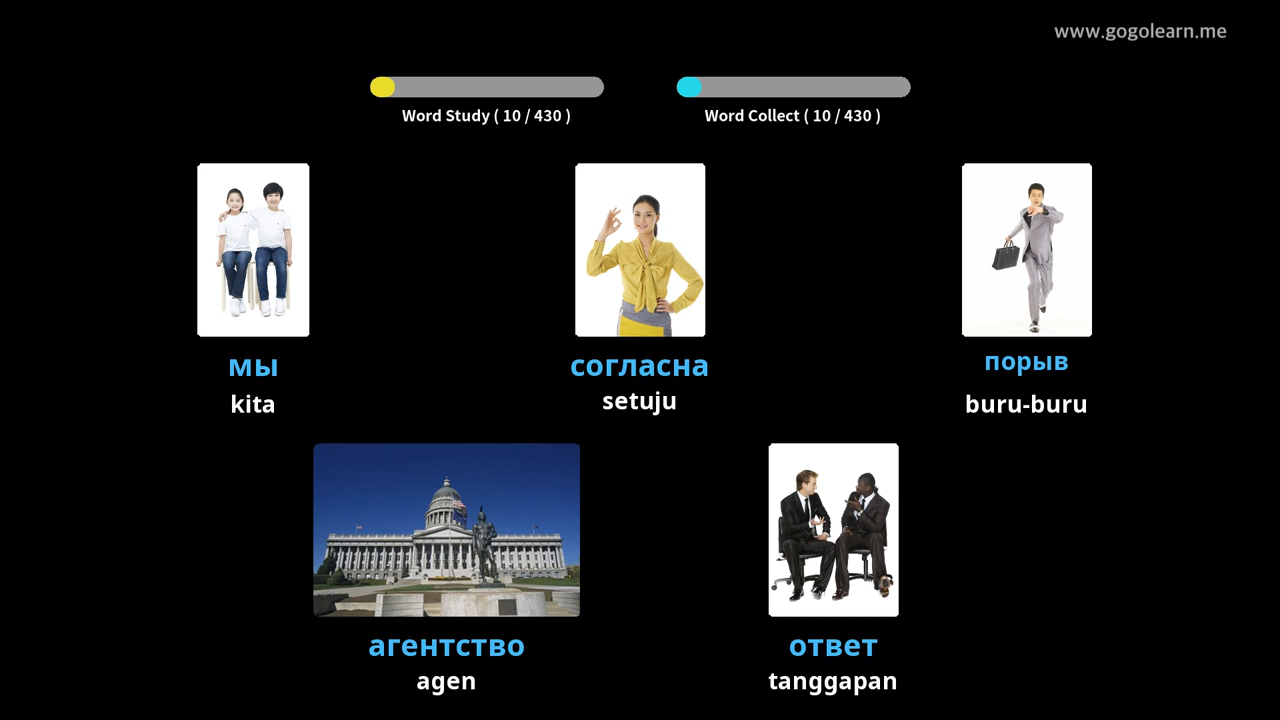 www.gogolearn.me
Word Study ( 10 / 430 )
Word Collect ( 10 / 430 )
мы
kita
согласна
setuju
порыв
buru-buru
агентство
agen
ответ
tanggapan